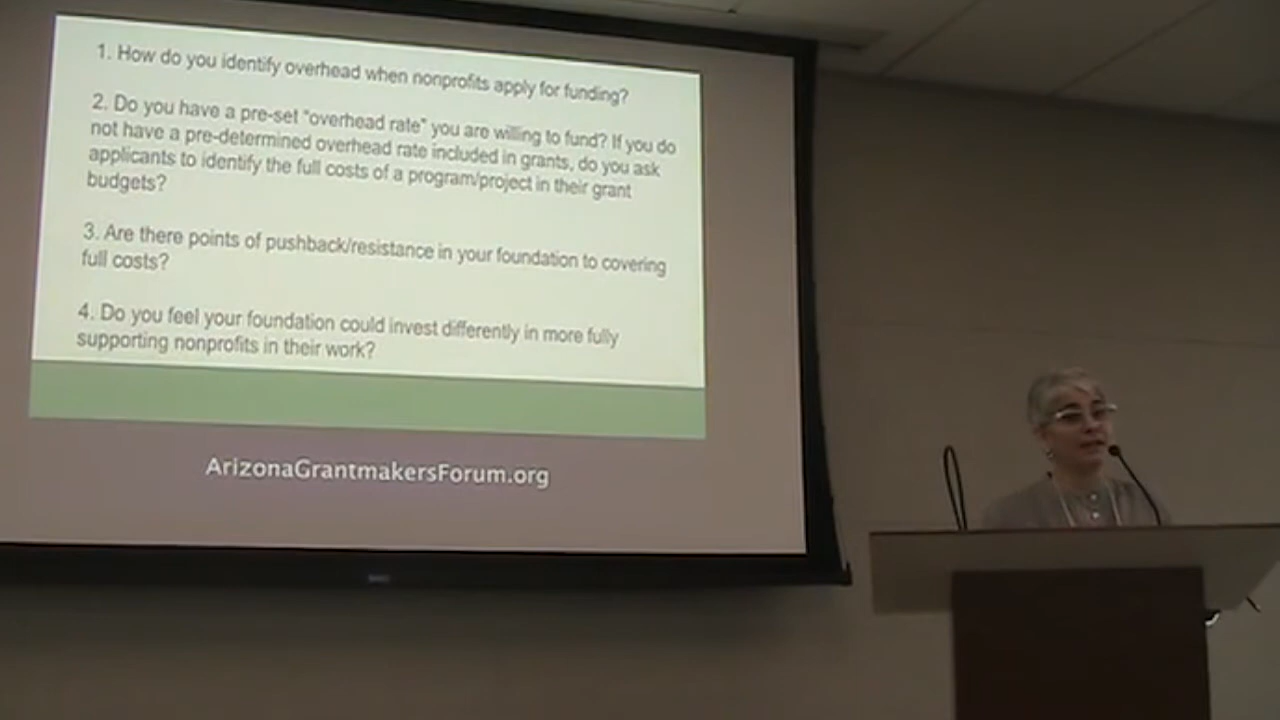 1. How do you identify overhead when nonprofits apply for funding?
2. Do you have a pre-set "overhead rate" you are willing to fund? If you do
not have a pre-determined overhead rate included in grants, do you ask
applicants to identify the full costs of a program/project in their grant
budgets?
3. Are there points of pushback/resistance in your foundation to covering
full costs?
4. Do you feel your foundation could invest differently in more fully
supporting nonprofits in their work?
ArizonaGrantmakersForum.org